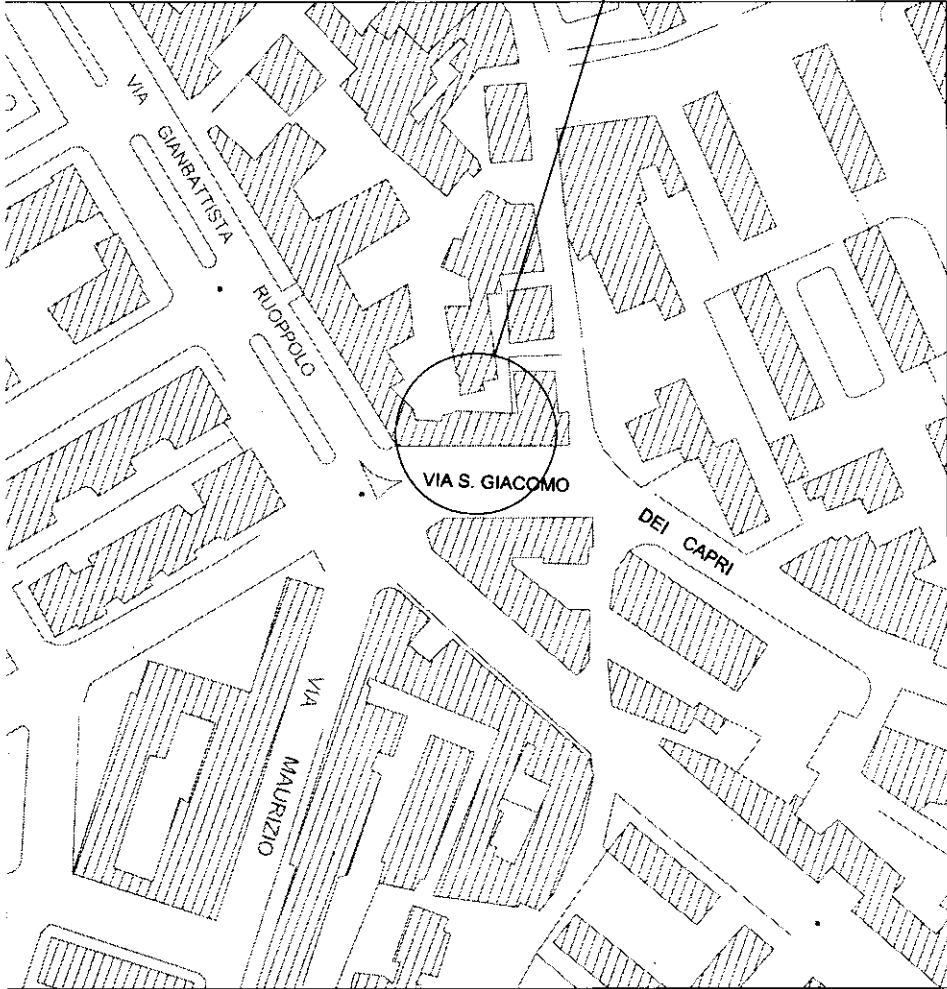 VIA
GIANBATTISTA
RUOPPOLO
VIA S. GIACOMO
DEI CAPRI
VIA
MAURIZIO